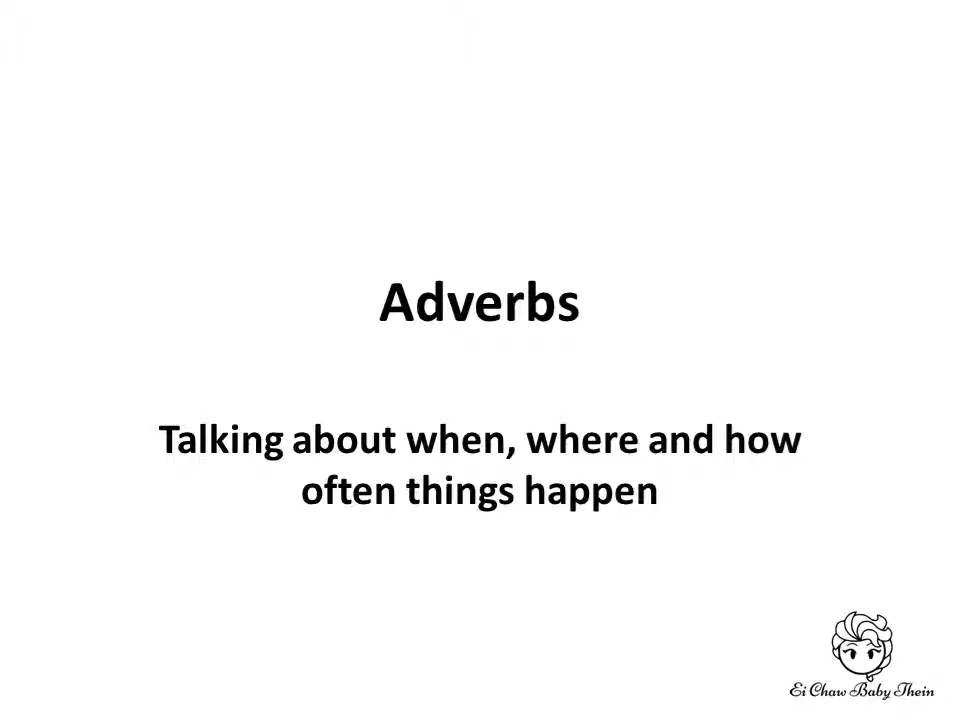 Adverbs
Talking about when, where and how
often things happen
Ei Chaw Baby Thein